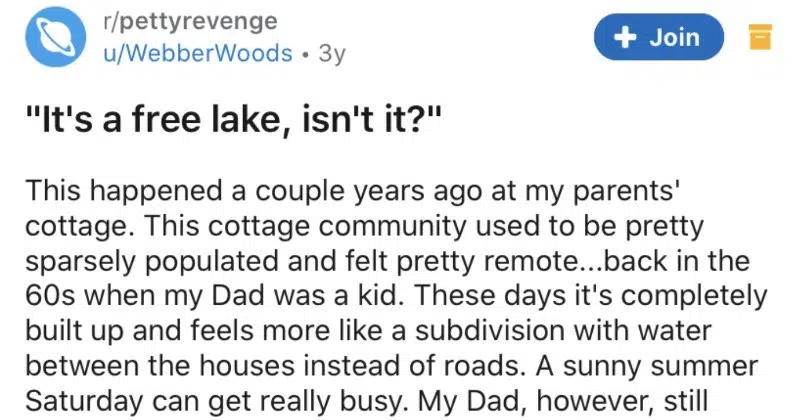 r/pettyrevenge
u/WebberWoods • 3y
+ Join
"It's a free lake, isn't it?"
This happened a couple years ago at my parents'
cottage. This cottage community used to be pretty
sparsely populated and felt pretty remote...back in the
60s when my Dad was a kid. These days it's completely
built up and feels more like a subdivision with water
between the houses instead of roads. A sunny summer
Saturday can get really busy. My Dad, however, still